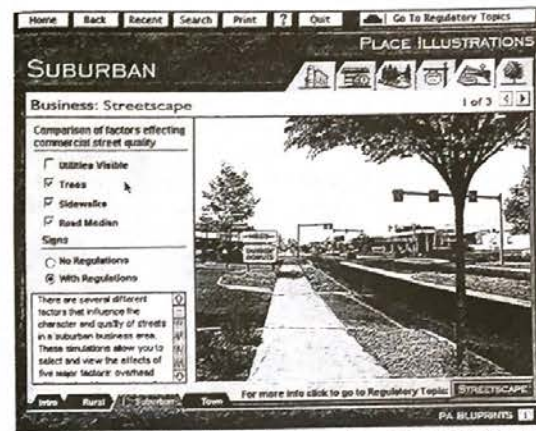 Home Back Recent Search Print ? Quit Go To Regulatory Topics
PLACE ILLUSTRATIONS
SUBURBAN
Business: Streetscape
1 of 3
Comparison of factors effecting
commercial street quality
Utilities Visible
Trees
Sidewalks
Road Median
Signs
No Regulations
With Regulations
There are several different
factors that influence the
character and quality of streets
in a suburban business area.
These simulations allow you to
select and view the effects of
five major factors: overhead
For more info click to go to Regulatory Topic: STREETSCAPE
Intro Rural Suburban Town
PA BLUPRINTS